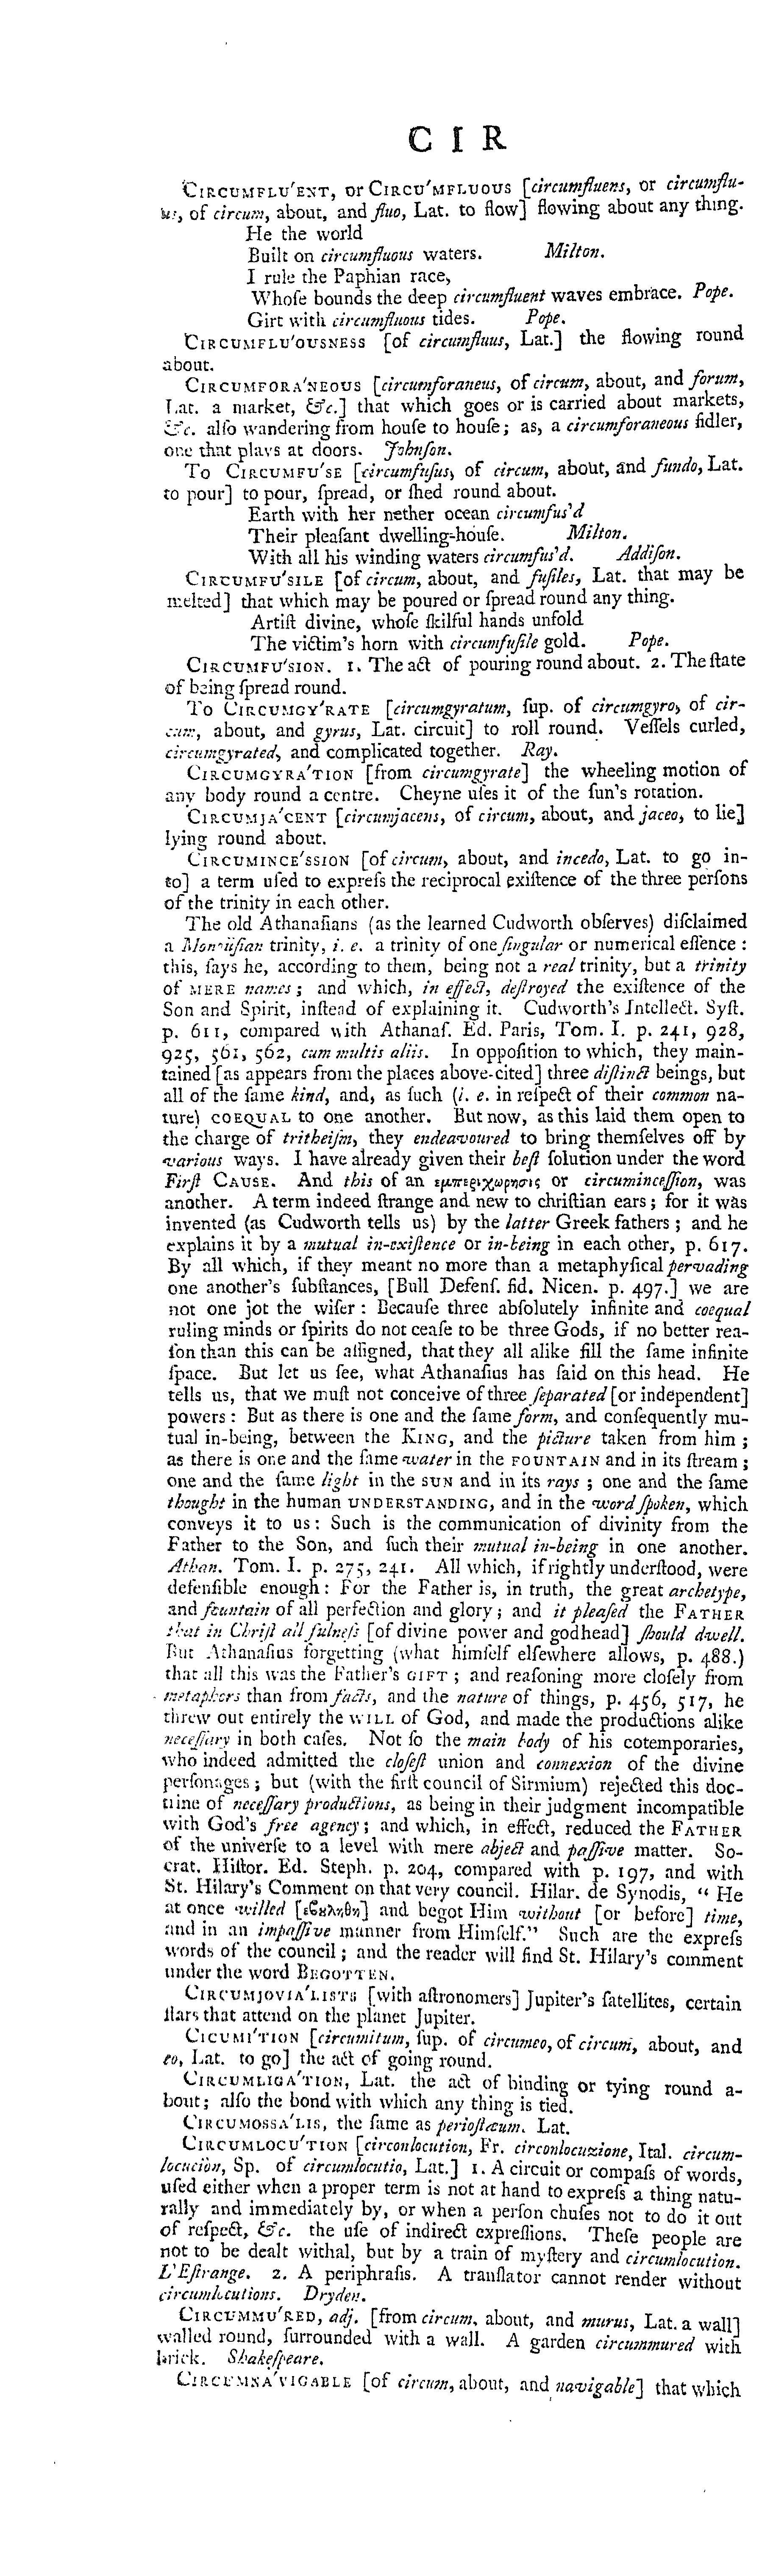 C I R
CIRCUMFLU'ENT, or CIRCU'MFLUOUS [circumfluens, or circumflu-
us, of circum, about, and fluo, Lat. to flow] flowing about any thing.
He the world
Built on circumfluous waters. Milton.
I rule the Paphian race,
Whoſe bounds the deep circumfluent waves embrace. Pope.
Girt with circumfluous tides. Pope.
CIRCUMFLU'OUSNESS [of circumfluus, Lat.] the flowing round
about.
CIRCUMFORA'NEOUS [circumforaneus, of circum, about, and forum,
Lat. a market, &c.] that which goes or is carried about markets,
&c. alſo wandering from houſe to houſe; as, a circumforaneous fidler,
one that plays at doors. Johnſon.
To CIRCUMFU'SE [circumfuſus, of circum, about, and fundo, Lat.
to pour] to pour, ſpread, or ſhed round about.
Earth with her nether ocean circumfus'd
Their pleaſant dwelling-houſe. Milton.
With all his winding waters circumfus'd. Addiſon.
CIRCUMFU'SILE [of circum, about, and fuſiles, Lat. that may be
melted] that which may be poured or ſpread round any thing.
Artiſt divine, whoſe ſkilful hands unfold
The victim's horn with circumfuſile gold. Pope.
CIRCUMFU'SION. 1. The act of pouring round about. 2. The ſtate
of being ſpread round.
To CIRCUMGY'RATE [circumgyratum, ſup. of circumgyro, of cir-
cum, about, and gyrus, Lat. circuit] to roll round. Veſſels curled,
circumgyrated, and complicated together. Ray.
CIRCUMGYRA'TION [from circumgyrate] the wheeling motion of
any body round a centre. Cheyne uſes it of the ſun's rotation.
CIRCUMJA'CENT [circumjacens, of circum, about, and jaceo, to lie]
lying round about.
CIRCUMINCE'SSION [of circum, about, and incedo, Lat. to go in-
to] a term uſed to expreſs the reciprocal exiſtence of the three perſons
of the trinity in each other.
The old Athanaſians (as the learned Cudworth obſerves) diſclaimed
a Monouſian trinity, i. e. a trinity of one ſingular or numerical eſſence :
this, ſays he, according to them, being not a real trinity, but a trinity
of MERE names; and which, in effect, deſtroyed the exiſtence of the
Son and Spirit, inſtead of explaining it. Cudworth's Intellect. Syſt.
p. 611, compared with Athanaſ. Ed. Paris, Tom. I. p. 241, 928,
925, 561, 562, cum multis aliis. In oppoſition to which, they main-
tained [as appears from the places above-cited] three diſtinct beings, but
all of the ſame kind, and, as ſuch (i. e. in reſpect of their common na-
ture) COEQUAL to one another. But now, as this laid them open to
the charge of tritheiſm, they endeavoured to bring themſelves off by
various ways. I have already given their beſt ſolution under the word
Firſt CAUSE. And this of an εμπεριχωρησις or circuminceſſion, was
another. A term indeed ſtrange and new to chriſtian ears; for it was
invented (as Cudworth tells us) by the latter Greek fathers; and he
explains it by a mutual in-exiſtence or in-being in each other, p. 617.
By all which, if they meant no more than a metaphyſical pervading
one another's ſubſtances, [Bull Defenſ. fid. Nicen. p. 497.] we are
not one jot the wiſer : Becauſe three abſolutely infinite and coequal
ruling minds or ſpirits do not ceaſe to be three Gods, if no better rea-
ſon than this can be aſſigned, that they all alike fill the ſame infinite
ſpace. But let us ſee, what Athanaſius has ſaid on this head. He
tells us, that we muſt not conceive of three ſeparated [or independent]
powers : But as there is one and the ſame form, and conſequently mu-
tual in-being, between the KING, and the picture taken from him ;
as there is one and the ſame water in the FOUNTAIN and in its ſtream ;
one and the ſame light in the SUN and in its rays ; one and the ſame
thought in the human UNDERSTANDING, and in the word ſpoken, which
conveys it to us : Such is the communication of divinity from the
Father to the Son, and ſuch their mutual in-being in one another.
Athan. Tom. I. p. 275, 241. All which, if rightly underſtood, were
defenſible enough : For the Father is, in truth, the great archetype,
and fountain of all perfection and glory ; and it pleaſed the FATHER
that in Chriſt all fulneſs [of divine power and godhead] ſhould dwell.
But Athanaſius forgetting (what himſelf elſewhere allows, p. 488.)
that all this was the Father's GIFT ; and reaſoning more cloſely from
metaphors than from facts, and the nature of things, p. 456, 517, he
threw out entirely the WILL of God, and made the productions alike
neceſſary in both caſes. Not ſo the main body of his cotemporaries,
who indeed admitted the cloſeſt union and connexion of the divine
perſonages ; but (with the firſt council of Sirmium) rejected this doc-
trine of neceſſary productions, as being in their judgment incompatible
with God's free agency ; and which, in effect, reduced the FATHER
of the univerſe to a level with mere abject and paſſive matter. So-
crat. Hiſtor. Ed. Steph. p. 204, compared with p. 197, and with
St. Hilary's Comment on that very council. Hilar. de Synodis, “ He
at once willed [εϐȣληθη] and begot Him without [or before] time,
and in an impaſſive manner from Himſelf.” Such are the expreſs
words of the council ; and the reader will find St. Hilary's comment
under the word BEGOTTEN.
CIRCUMJOVIA'LISTS [with aſtronomers] Jupiter's ſatellites, certain
ſtars that attend on the planet Jupiter.
CICUMI'TION [circumitum, ſup. of circumeo, of circum, about, and
eo, Lat. to go] the act of going round.
CIRCUMLIGA'TION, Lat. the act of binding or tying round a-
bout; alſo the bond with which any thing is tied.
CIRCUMOSSA'LIS, the ſame as perioſtæum. Lat.
CIRCUMLOCU'TION [circonlocution, Fr. circonlocuzione, Ital. circum-
locuciòn, Sp. of circumlocutio, Lat.] 1. A circuit or compaſs of words,
uſed either when a proper term is not at hand to expreſs a thing natu-
rally and immediately by, or when a perſon chuſes not to do it out
of reſpect, &c. the uſe of indirect expreſſions. Theſe people are
not to be dealt withal, but by a train of myſtery and circumlocution.
L'Eſtrange. 2. A periphraſis. A tranſlator cannot render without
circumlocutions. Dryden.
CIRCUMMU'RED, adj. [from circum, about, and murus, Lat. a wall]
walled round, ſurrounded with a wall. A garden circummured with
brick. Shakeſpeare.
CIRCUMNA'VIGABLE [of circum, about, and navigable] that which